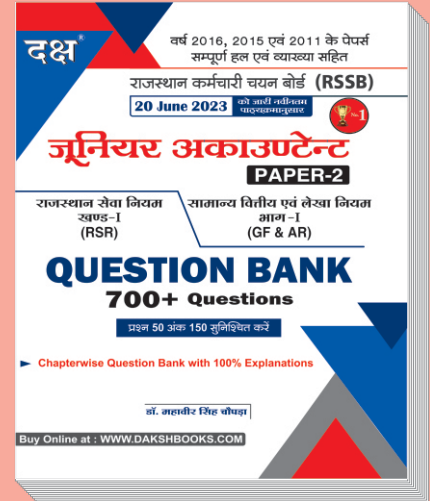 दक्ष
वर्ष 2016, 2015 एवं 2011 के पेपर्स
सम्पूर्ण हल एवं व्याख्या सहित
राजस्थान कर्मचारी चयन बोर्ड (RSSB)
20 June 2023 को जारी नवीनतम
पाठ्यक्रमानुसार
No.1
जूनियर अकाउण्टेन्ट
PAPER-2
राजस्थान सेवा नियम
खण्ड-I
(RSR)
सामान्य वित्तीय एवं लेखा नियम
भाग-I
(GF & AR)
QUESTION BANK
700+ Questions
प्रश्न 50 अंक 150 सुनिश्चित करें
Chapterwise Question Bank with 100% Explanations
डॉ. महावीर सिंह चौपड़ा
Buy Online at : WWW.DAKSHBOOKS.COM